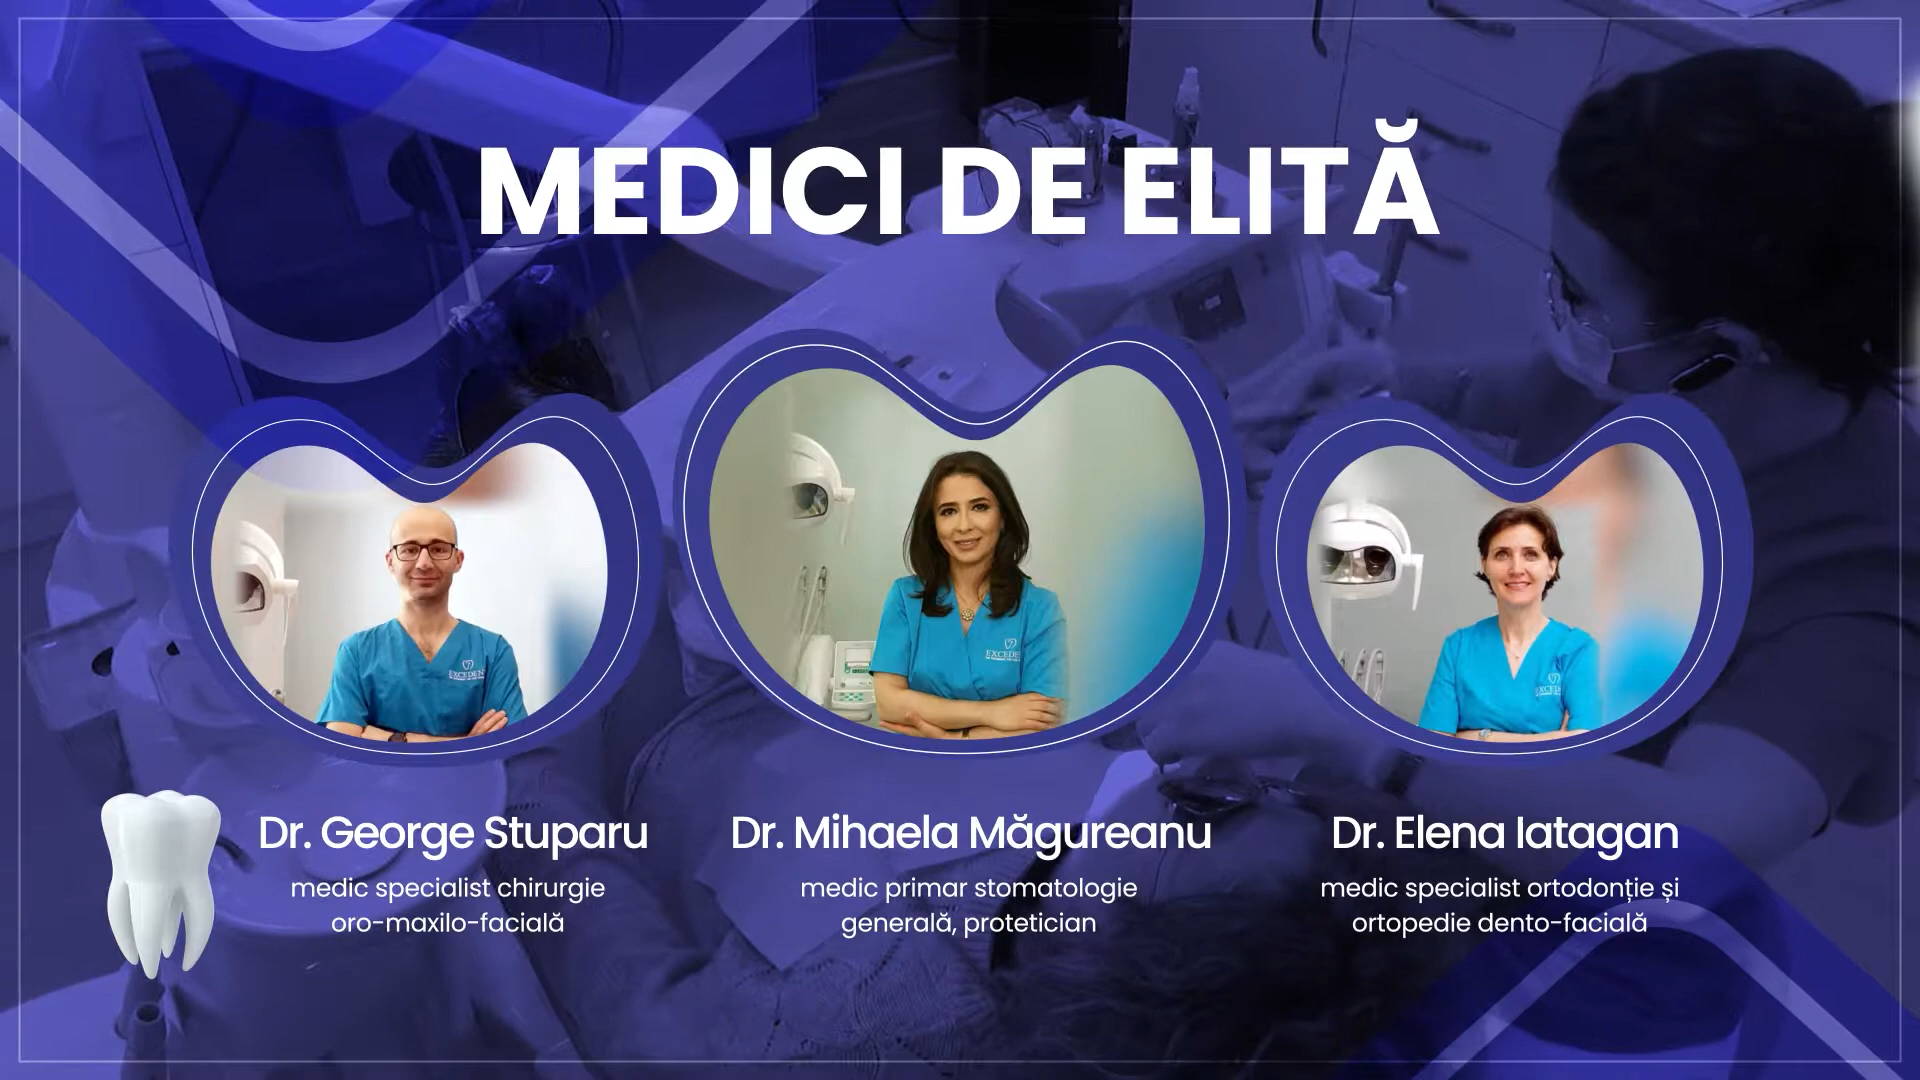 MEDICI DE ELITĂ
EXCEDENT
Dr. George Stuparu
medic specialist chirurgie
oro-maxilo-facială
Dr. Mihaela Măgureanu
medic primar stomatologie
generală, protetician
Dr. Elena Iatagan
medic specialist ortodonție și
ortopedie dento-facială